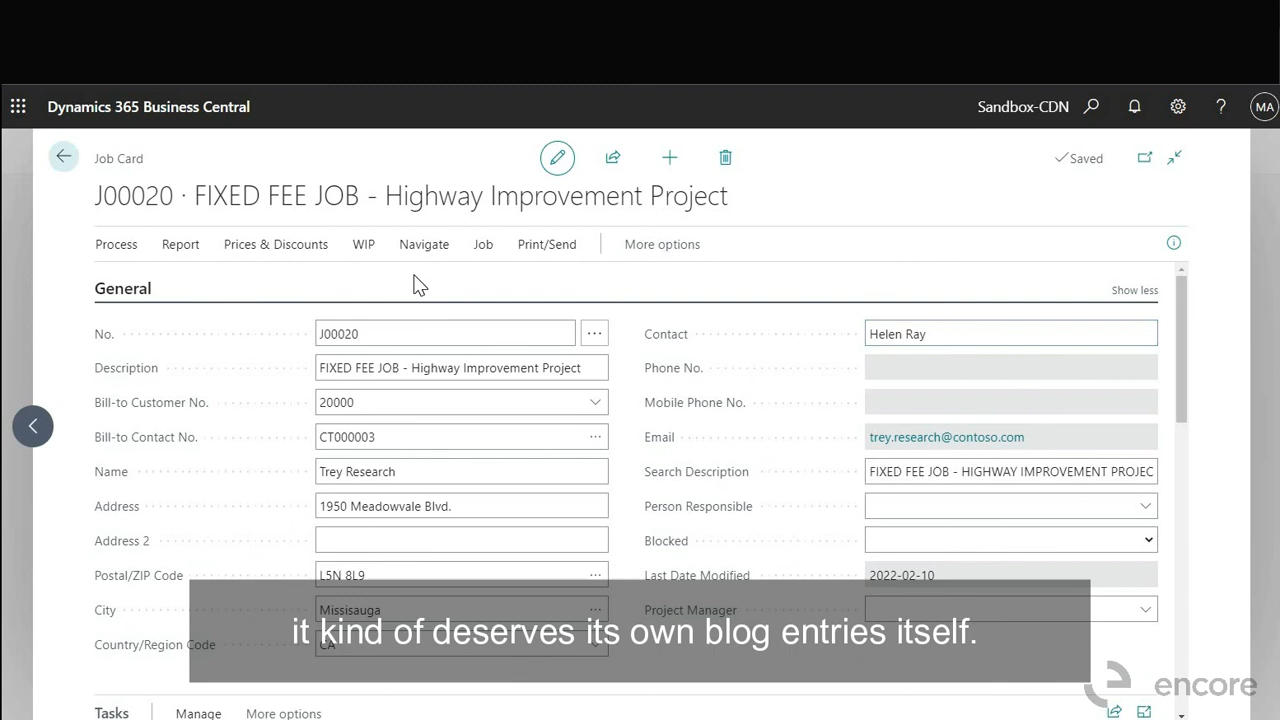 Dynamics 365 Business Central
Sandbox-CDN
?
MA
Job Card
Saved
J00020 · FIXED FEE JOB - Highway Improvement Project
Process Report Prices & Discounts WIP Navigate Job Print/Send More options
General
Show less
No. J00020 Contact Helen Ray
Description FIXED FEE JOB - Highway Improvement Project Phone No.
Bill-to Customer No. 20000 Mobile Phone No.
Bill-to Contact No. CT000003 Email trey.research@contoso.com
Name Trey Research Search Description FIXED FEE JOB - HIGHWAY IMPROVEMENT PROJEC
Address 1950 Meadowvale Blvd. Person Responsible
Address 2 Blocked
Postal/ZIP Code L5N 8L9 Last Date Modified 2022-02-10
City Missisauga Project Manager
Country/Region Code CA
it kind of deserves its own blog entries itself.
encore
Tasks Manage More options